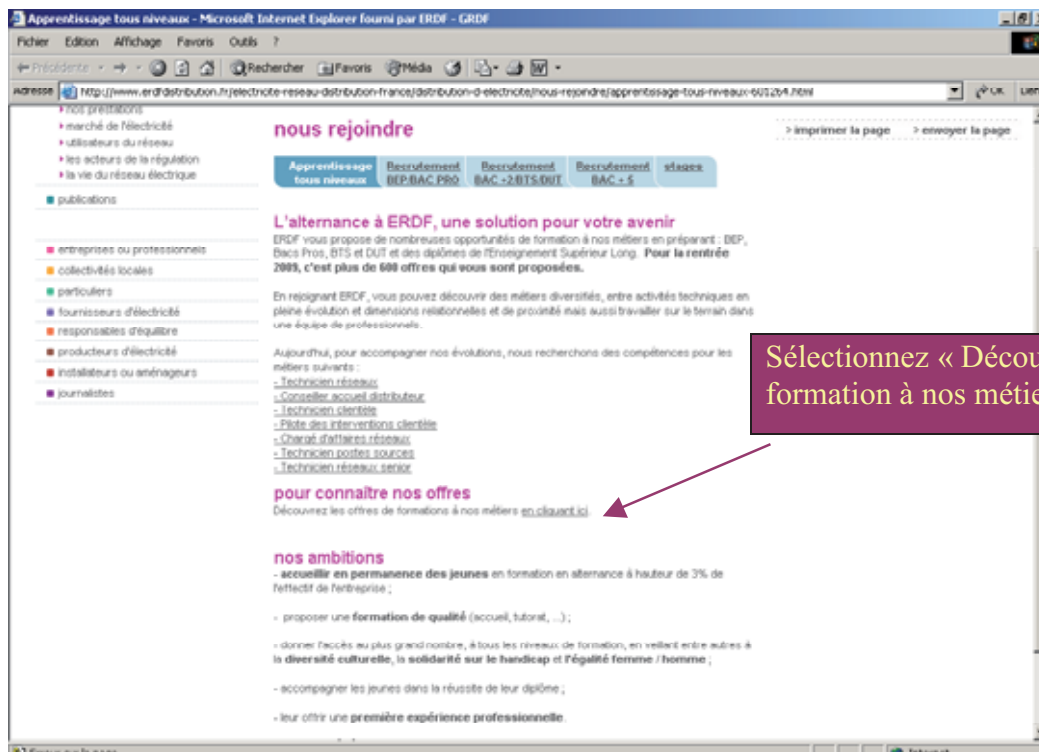 Apprentissage tous niveaux - Microsoft Internet Explorer fourni par ERDF - GRDF
Fichier Edition Affichage Favoris Outils ?
Précédente Rechercher Favoris Média
Adresse http://www.erdfdistribution.fr/electricite-reseau-distribution-france/distribution-d-electricite/nous-rejoindre/apprentissage-tous-niveaux-601264.html OK
nos prestations
marché de l'électricité
utilisateurs du réseau
les acteurs de la régulation
la vie du réseau électrique
publications
entreprises ou professionnels
collectivités locales
particuliers
fournisseurs d'électricité
responsables d'équilibre
producteurs d'électricité
installateurs ou aménageurs
journalistes
nous rejoindre
> imprimer la page > envoyer la page
Apprentissage tous niveaux
Recrutement BEP/BAC PRO
Recrutement BAC +2/BTS/DUT
Recrutement BAC + 5
stages
L'alternance à ERDF, une solution pour votre avenir
ERDF vous propose de nombreuses opportunités de formation à nos métiers en préparant : BEP,
Bacs Pros, BTS et DUT et des diplômes de l'Enseignement Supérieur Long. Pour la rentrée
2009, c'est plus de 600 offres qui vous sont proposées.
En rejoignant ERDF, vous pouvez découvrir des métiers diversifiés, entre activités techniques en
pleine évolution et dimensions relationnelles et de proximité mais aussi travailler sur le terrain dans
une équipe de professionnels.
Aujourd'hui, pour accompagner nos évolutions, nous recherchons des compétences pour les
métiers suivants :
- Technicien réseaux
- Conseiller accueil distributeur
- Technicien clientèle
- Pilote des interventions clientèle
- Chargé d'affaires réseaux
- Technicien postes sources
- Technicien réseaux senior
Sélectionnez « Décou
formation à nos métie
pour connaître nos offres
Découvrez les offres de formations à nos métiers en cliquant ici.
nos ambitions
- accueillir en permanence des jeunes en formation en alternance à hauteur de 3% de
l'effectif de l'entreprise ;
- proposer une formation de qualité (accueil, tutorat, ...) ;
- donner l'accès au plus grand nombre, à tous les niveaux de formation, en veillant entre autres à
la diversité culturelle, la solidarité sur le handicap et l'égalité femme / homme ;
- accompagner les jeunes dans la réussite de leur diplôme ;
- leur offrir une première expérience professionnelle.